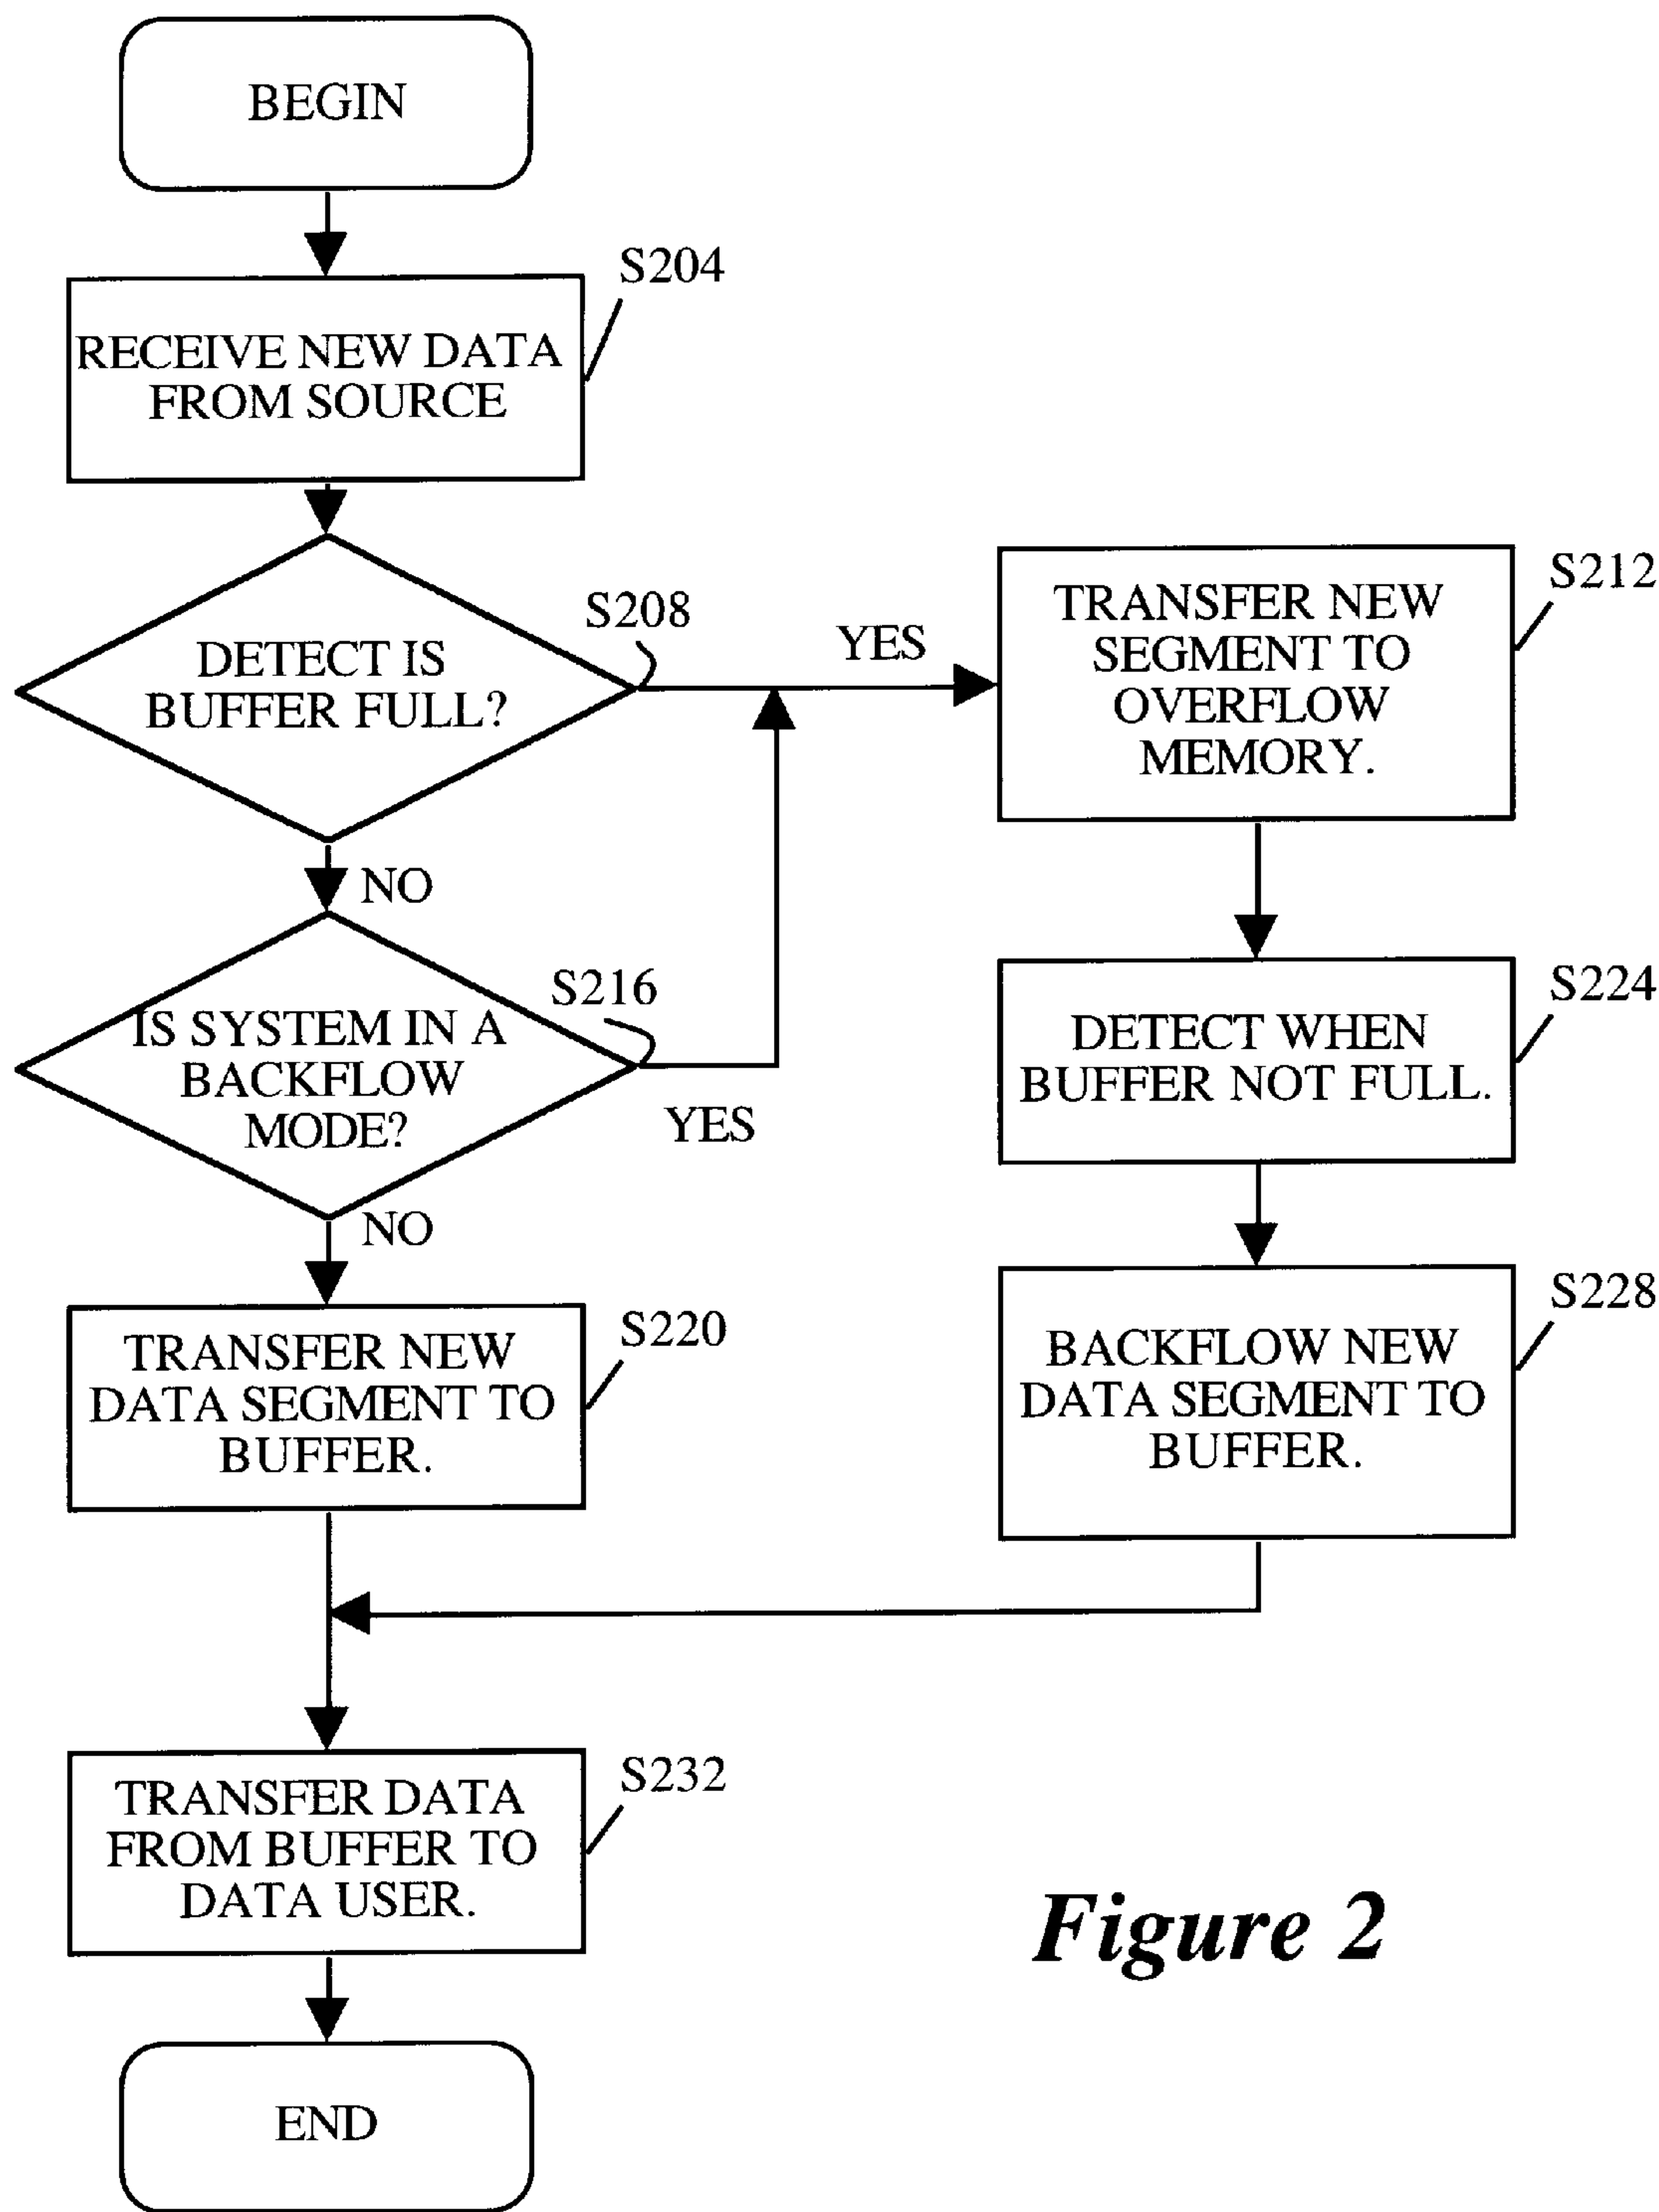 BEGIN
S204
RECEIVE NEW DATA
FROM SOURCE
S208
DETECT IS
BUFFER FULL?
YES
S212
TRANSFER NEW
SEGMENT TO
OVERFLOW
MEMORY.
NO
S216
IS SYSTEM IN A
BACKFLOW
MODE?
YES
NO
S224
DETECT WHEN
BUFFER NOT FULL.
S220
TRANSFER NEW
DATA SEGMENT TO
BUFFER.
S228
BACKFLOW NEW
DATA SEGMENT TO
BUFFER.
S232
TRANSFER DATA
FROM BUFFER TO
DATA USER.
END
Figure 2